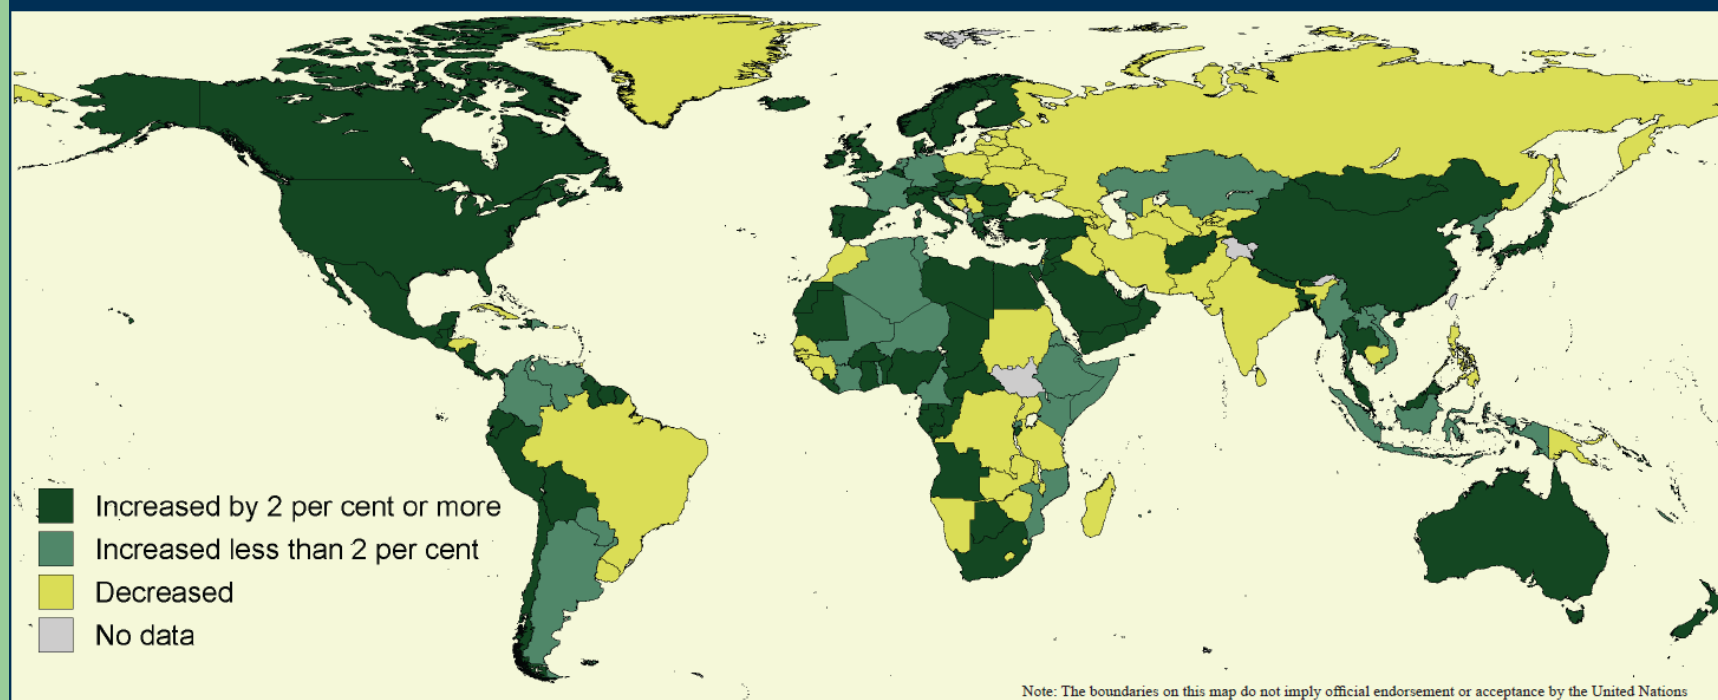 Increased by 2 per cent or more
Increased less than 2 per cent
Decreased
No data
Note: The boundaries on this map do not imply official endorsement or acceptance by the United Nations